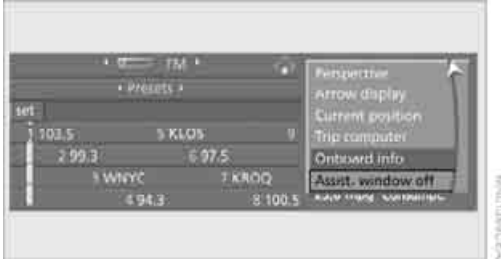 FM
Presets
set
1 103.5 5 KLOS 9
2 99.3 6 97.5
3 WNYC 7 KROQ
4 94.3 8 100.5
Perspective
Arrow display
Current position
Trip computer
Onboard info
Assist. window off
mpg